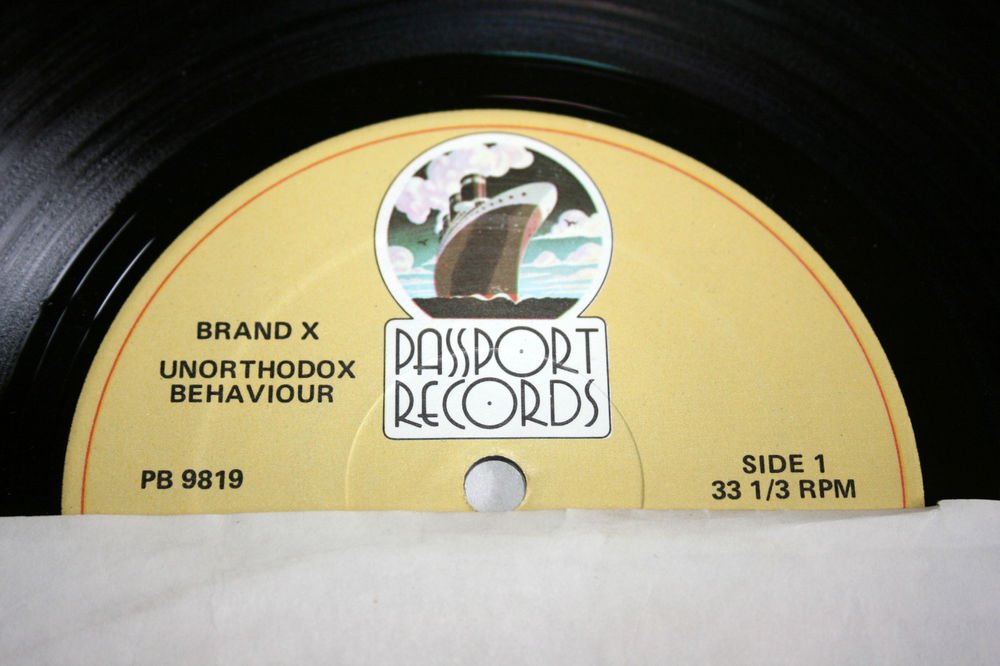 BRAND X
UNORTHODOX
BEHAVIOUR
PB 9819
PASSPORT
RECORDS
SIDE 1
33 1/3 RPM